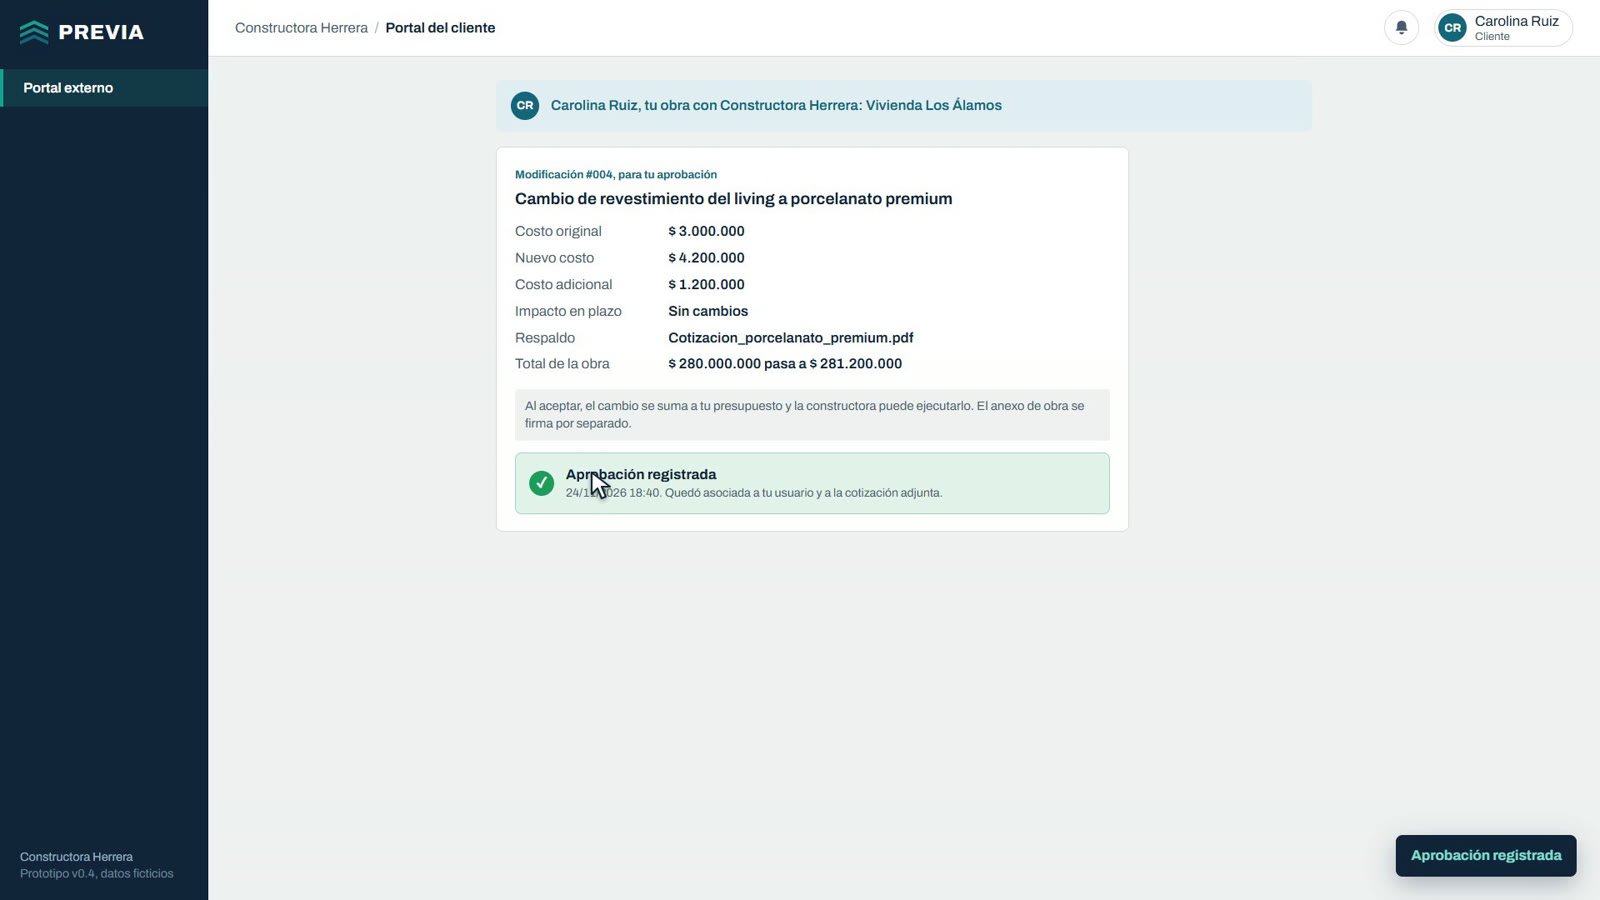 PREVIA
Constructora Herrera / Portal del cliente
CR
Carolina Ruiz
Cliente
Portal externo
CR
Carolina Ruiz, tu obra con Constructora Herrera: Vivienda Los Álamos
Modificación #004, para tu aprobación
Cambio de revestimiento del living a porcelanato premium
Costo original $ 3.000.000
Nuevo costo $ 4.200.000
Costo adicional $ 1.200.000
Impacto en plazo Sin cambios
Respaldo Cotizacion_porcelanato_premium.pdf
Total de la obra $ 280.000.000 pasa a $ 281.200.000
Al aceptar, el cambio se suma a tu presupuesto y la constructora puede ejecutarlo. El anexo de obra se
firma por separado.
Aprobación registrada
18:40. Quedó asociada a tu usuario y a la cotización adjunta.
Constructora Herrera
Prototipo v0.4, datos ficticios
Aprobación registrada